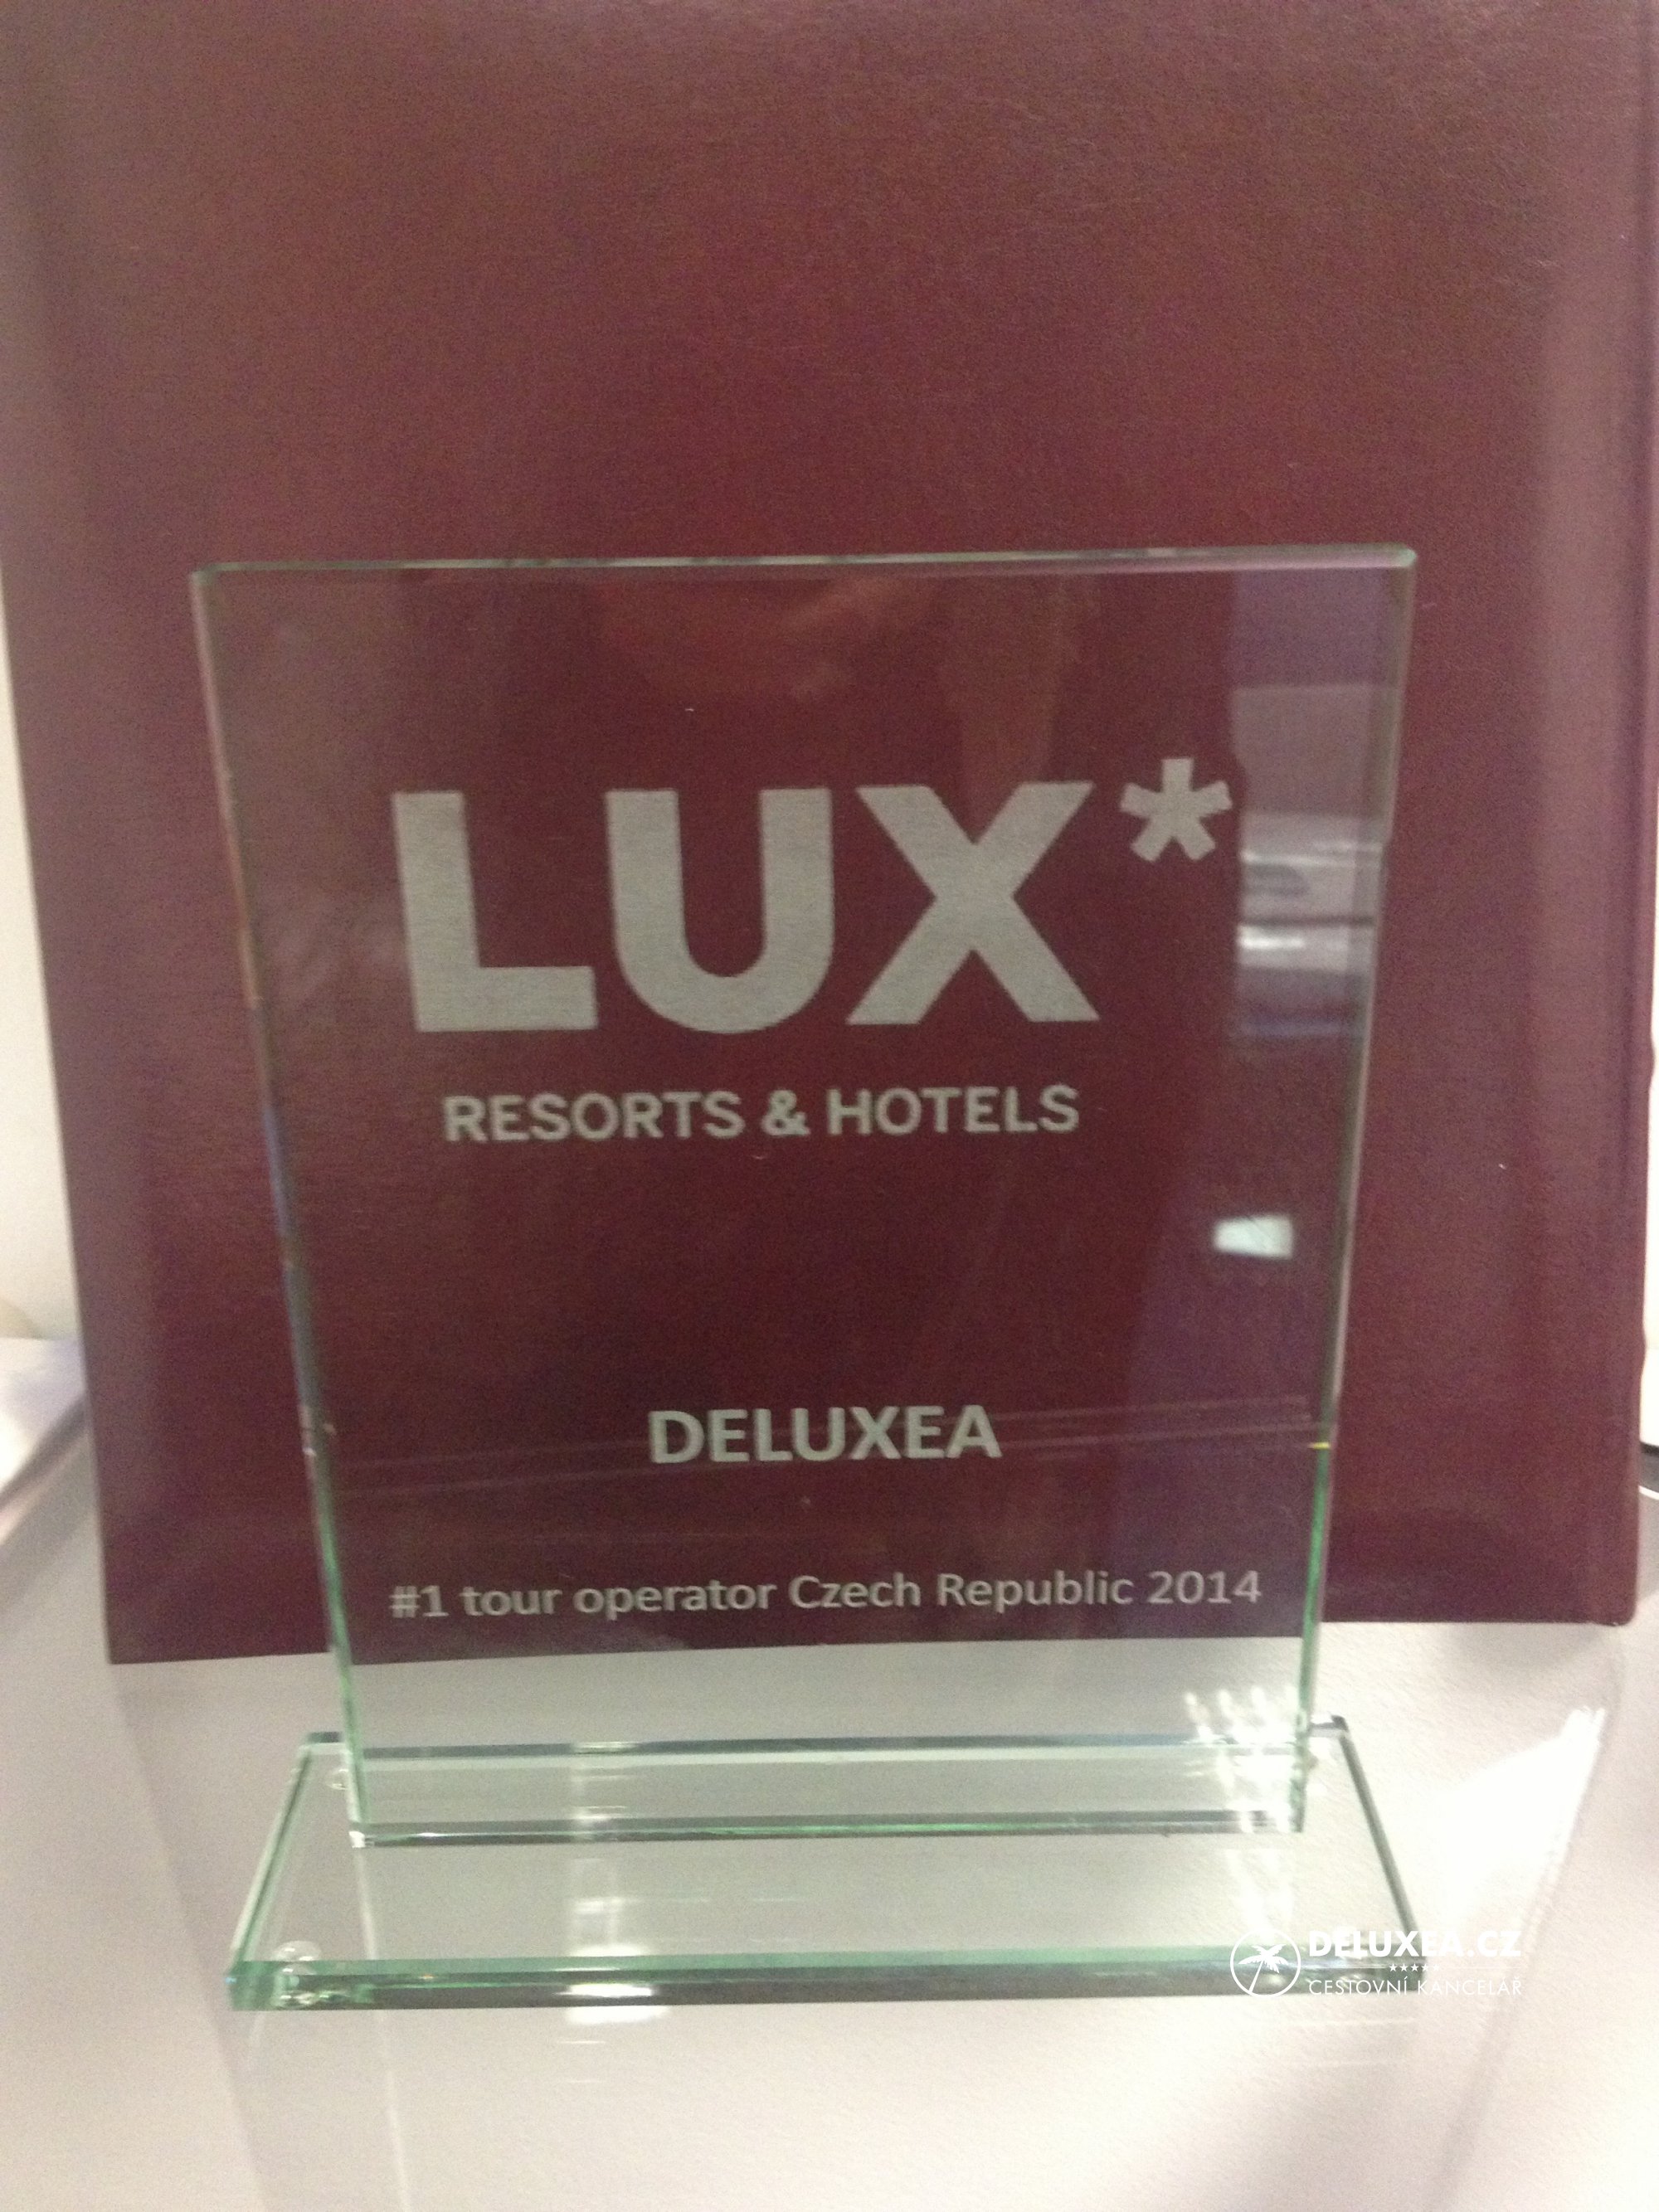 LUX*
RESORTS & HOTELS
DELUXEA
#1 tour operator Czech Republic 2014
DELUXEA.CZ
CESTOVNÍ KANCELÁŘ